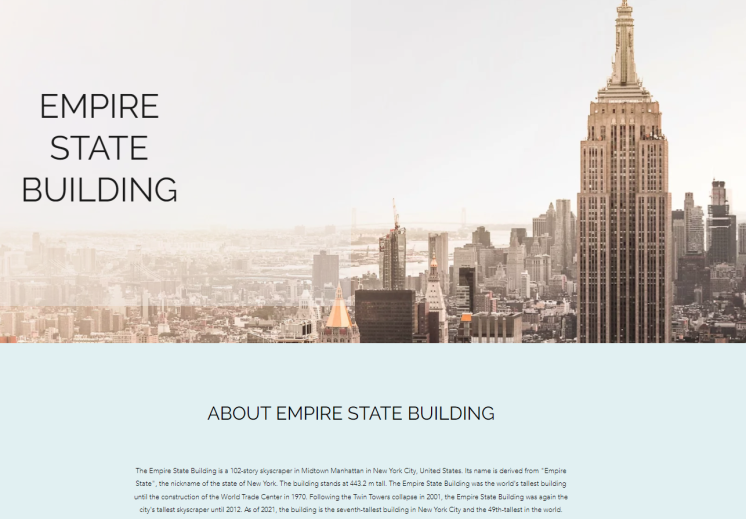 EMPIRE
STATE
BUILDING
ABOUT EMPIRE STATE BUILDING
The Empire State Building is a 102-story skyscraper in Midtown Manhattan in New York City, United States. Its name is derived from "Empire
State", the nickname of the state of New York. The building stands at 443.2 m tall. The Empire State Building was the world's tallest building
until the construction of the World Trade Center in 1970. Following the Twin Towers collapse in 2001, the Empire State Building was again the
city's tallest skyscraper until 2012. As of 2021, the building is the seventh-tallest building in New York City and the 49th-tallest in the world.